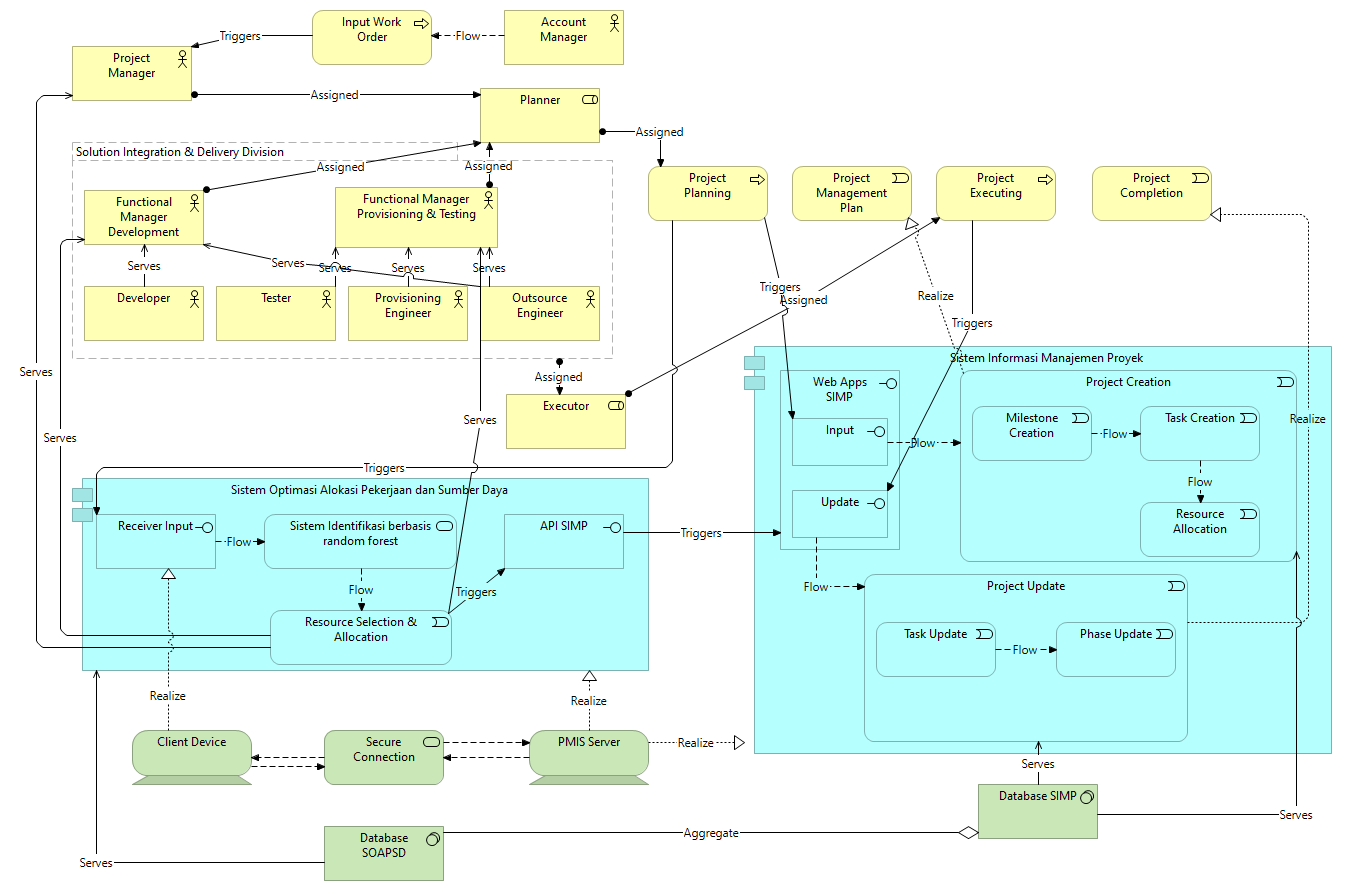 Input Work
Order
Account
Manager
Triggers
Flow
Project
Manager
Assigned
Planner
Assigned
Solution Integration & Delivery Division
Assigned
Assigned
Functional
Manager
Development
Functional Manager
Provisioning & Testing
Project
Planning
Project
Management
Plan
Project
Executing
Project
Completion
Serves
Serves
Serves
Serves
Serves
Developer
Tester
Provisioning
Engineer
Outsource
Engineer
Triggers
Assigned
Realize
Triggers
Serves
Assigned
Executor
Serves
Serves
Triggers
Sistem Informasi Manajemen Proyek
Web Apps
SIMP
Input
Flow
Update
Project Creation
Milestone
Creation
Flow
Task Creation
Flow
Resource
Allocation
Realize
Sistem Optimasi Alokasi Pekerjaan dan Sumber Daya
Receiver Input
Flow
Sistem Identifikasi berbasis
random forest
API SIMP
Triggers
Flow
Triggers
Resource Selection &
Allocation
Flow
Project Update
Task Update
Flow
Phase Update
Realize
Realize
Client Device
Secure
Connection
PMIS Server
Realize
Serves
Database SIMP
Serves
Database
SOAPSD
Aggregate
Serves